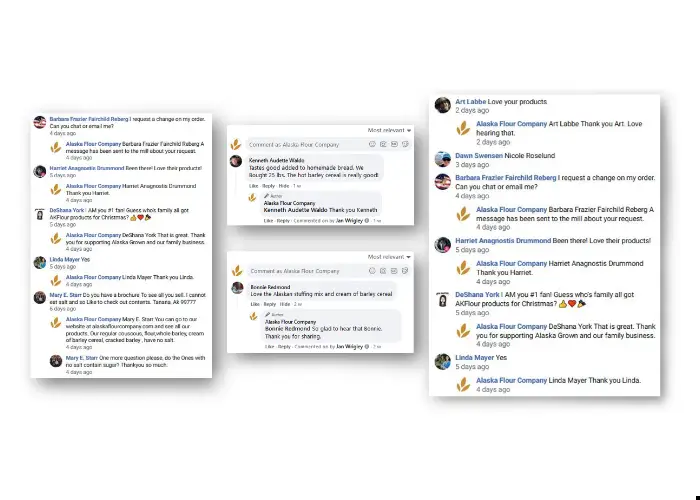 Barbara Frazier Fairchild Reberg I request a change on my order.
Can you chat or email me?
4 days ago
Alaska Flour Company Barbara Frazier Fairchild Reberg A
message has been sent to the mill about your request.
4 days ago
Harriet Anagnostis Drummond Been there! Love their products!
5 days ago
Alaska Flour Company Harriet Anagnostis Drummond
Thank you Harriet.
4 days ago
DeShana York I AM you #1 fan! Guess who's family all got
AKFlour products for Christmas? 👍❤️🎉
5 days ago
Alaska Flour Company DeShana York That is great. Thank
you for supporting Alaska Grown and our family business.
4 days ago
Linda Mayer Yes
5 days ago
Alaska Flour Company Linda Mayer Thank you Linda.
4 days ago
Mary E. Starr Do you have a brochure To see all you sell. I cannot
eat salt and so Like to check out contents. Tanana, Ak 99777
6 days ago
Alaska Flour Company Mary E. Starr You can go to our
website at alaskaflourcompany.com and see all our
products. Our regular couscous, flour,whole barley, cream
of barley cereal, cracked barley , have no salt.
4 days ago
Mary E. Starr One more question please, do the Ones with
no salt contain sugar? Thankyou so much.
4 days ago
Most relevant
Comment as Alaska Flour Company
Kenneth Audette Waldo
Tastes good added to homemade bread. We
Bought 25 lbs. The hot barley cereal is really good!
Like Reply Hide 1w
Author
Alaska Flour Company
Kenneth Audette Waldo Thank you Kenneth
Like · Reply · Commented on by Jan Wrigley · 1w
Most relevant
Comment as Alaska Flour Company
Bonnie Redmond
Love the Alaskan stuffing mix and cream of barley cereal
Like Reply Hide 2w
Author
Alaska Flour Company
Bonnie Redmond So glad to hear that Bonnie.
Thank you for sharing.
Like · Reply · Commented on by Jan Wrigley · 2w
Art Labbe Love your products
2 days ago
Alaska Flour Company Art Labbe Thank you Art. Love
hearing that.
2 days ago
Dawn Swensen Nicole Roselund
3 days ago
Barbara Frazier Fairchild Reberg I request a change on my order.
Can you chat or email me?
4 days ago
Alaska Flour Company Barbara Frazier Fairchild Reberg A
message has been sent to the mill about your request.
4 days ago
Harriet Anagnostis Drummond Been there! Love their products!
5 days ago
Alaska Flour Company Harriet Anagnostis Drummond
Thank you Harriet.
4 days ago
DeShana York I AM you #1 fan! Guess who's family all got
AKFlour products for Christmas? 👍❤️🎉
5 days ago
Alaska Flour Company DeShana York That is great. Thank
you for supporting Alaska Grown and our family business.
4 days ago
Linda Mayer Yes
5 days ago
Alaska Flour Company Linda Mayer Thank you Linda.
4 days ago